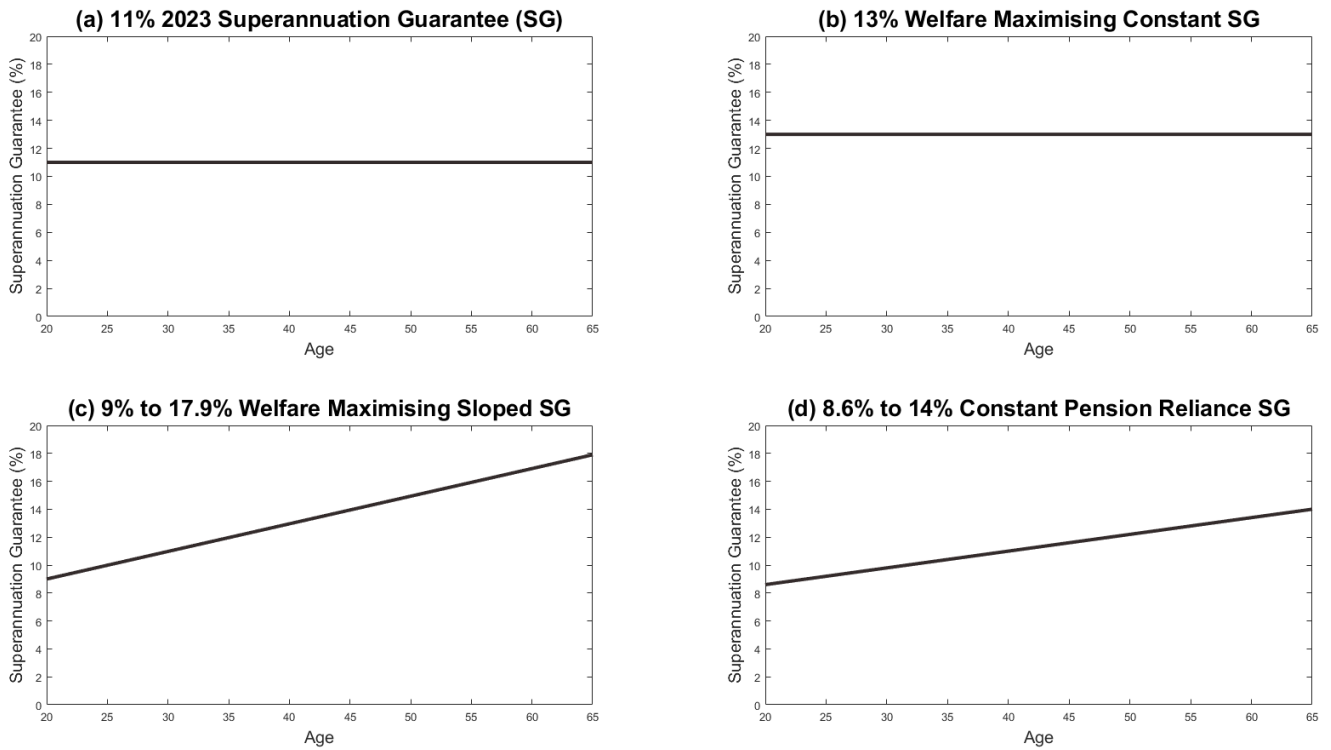 (a) 11% 2023 Superannuation Guarantee (SG)
Superannuation Guarantee (%)
20
18
16
14
12
10
8
6
4
2
0
20 25 30 35 40 45 50 55 60 65
Age
(b) 13% Welfare Maximising Constant SG
Superannuation Guarantee (%)
20
18
16
14
12
10
8
6
4
2
0
20 25 30 35 40 45 50 55 60 65
Age
(c) 9% to 17.9% Welfare Maximising Sloped SG
Superannuation Guarantee (%)
20
18
16
14
12
10
8
6
4
2
0
20 25 30 35 40 45 50 55 60 65
Age
(d) 8.6% to 14% Constant Pension Reliance SG
Superannuation Guarantee (%)
20
18
16
14
12
10
8
6
4
2
0
20 25 30 35 40 45 50 55 60 65
Age